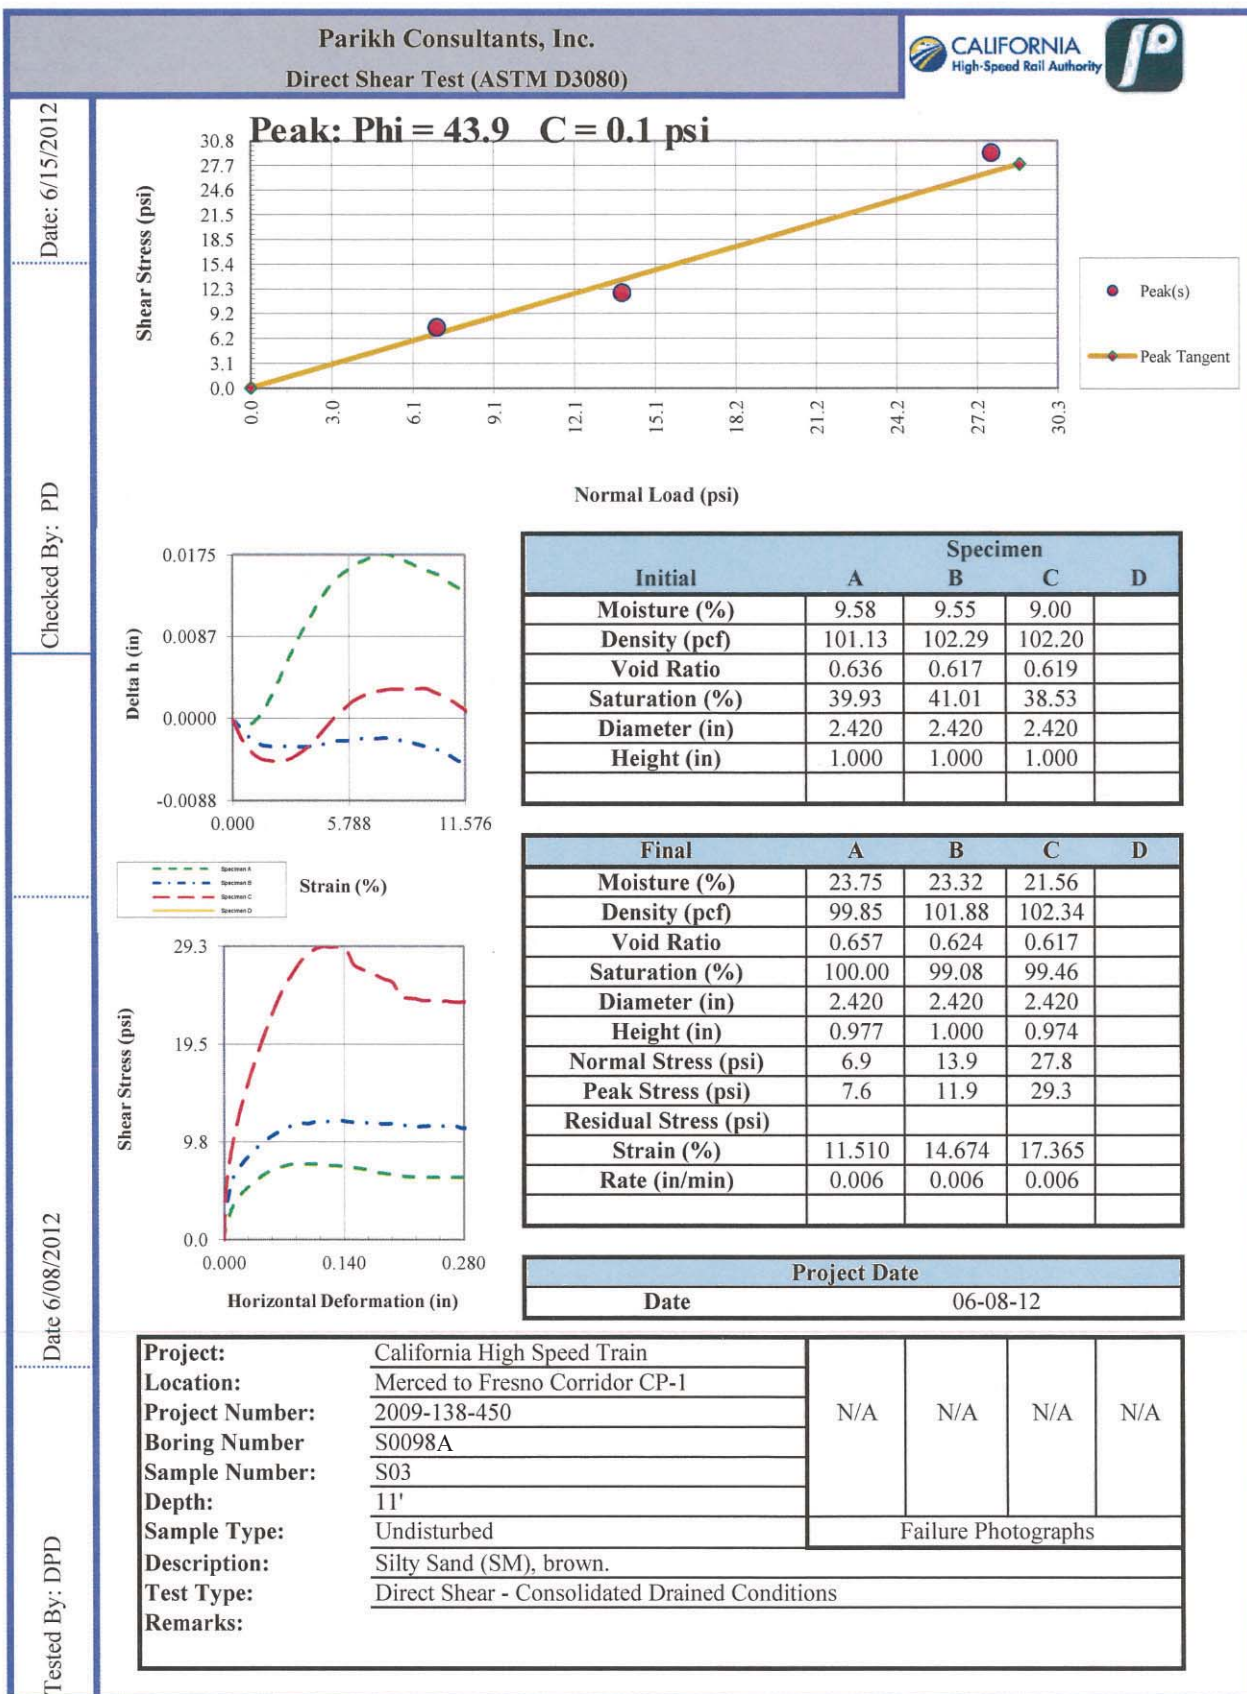 Parikh Consultants, Inc.
Direct Shear Test (ASTM D3080)
CALIFORNIA
High-Speed Rail Authority
Date: 6/15/2012
Checked By: PD
Date 6/08/2012
Tested By: DPD
Peak: Phi = 43.9 C = 0.1 psi
Shear Stress (psi)
30.8
27.7
24.6
21.5
18.5
15.4
12.3
9.2
6.2
3.1
0.0
0.0 3.0 6.1 9.1 12.1 15.1 18.2 21.2 24.2 27.2 30.3
Normal Load (psi)
Peak(s)
Peak Tangent
Delta h (in)
0.0175
0.0087
0.0000
-0.0088
0.000 5.788 11.576
Strain (%)
Specimen A
Specimen B
Specimen C
Specimen D
Shear Stress (psi)
29.3
19.5
9.8
0.0
0.000 0.140 0.280
Horizontal Deformation (in)
Specimen
Initial A B C D
Moisture (%) 9.58 9.55 9.00
Density (pcf) 101.13 102.29 102.20
Void Ratio 0.636 0.617 0.619
Saturation (%) 39.93 41.01 38.53
Diameter (in) 2.420 2.420 2.420
Height (in) 1.000 1.000 1.000
Final A B C D
Moisture (%) 23.75 23.32 21.56
Density (pcf) 99.85 101.88 102.34
Void Ratio 0.657 0.624 0.617
Saturation (%) 100.00 99.08 99.46
Diameter (in) 2.420 2.420 2.420
Height (in) 0.977 1.000 0.974
Normal Stress (psi) 6.9 13.9 27.8
Peak Stress (psi) 7.6 11.9 29.3
Residual Stress (psi)
Strain (%) 11.510 14.674 17.365
Rate (in/min) 0.006 0.006 0.006
Project Date
Date 06-08-12
Project: California High Speed Train
Location: Merced to Fresno Corridor CP-1
Project Number: 2009-138-450
Boring Number S0098A
Sample Number: S03
Depth: 11'
Sample Type: Undisturbed
Description: Silty Sand (SM), brown.
Test Type: Direct Shear - Consolidated Drained Conditions
Remarks:
N/A N/A N/A N/A
Failure Photographs